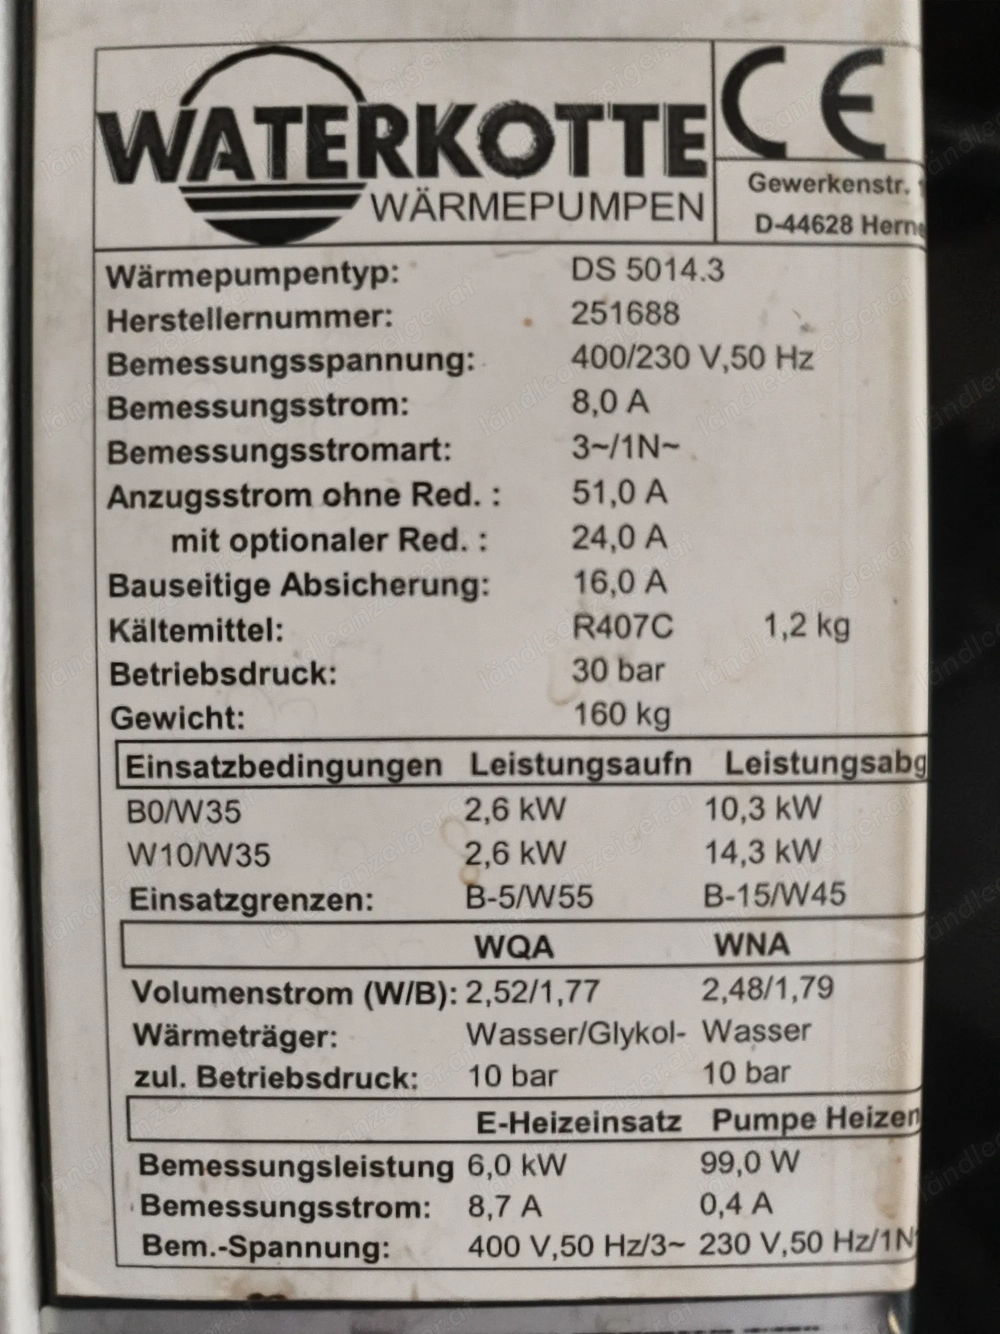 WATERKOTTE
WÄRMEPUMPEN
CE
Gewerkenstr.
D-44628 Herne
Wärmepumpentyp: DS 5014.3
Herstellernummer: 251688
Bemessungsspannung: 400/230 V,50 Hz
Bemessungsstrom: 8,0 A
Bemessungsstromart: 3~/1N~
Anzugsstrom ohne Red. : 51,0 A
mit optionaler Red. : 24,0 A
Bauseitige Absicherung: 16,0 A
Kältemittel: R407C 1,2 kg
Betriebsdruck: 30 bar
Gewicht: 160 kg
Einsatzbedingungen Leistungsaufn Leistungsabg
B0/W35 2,6 kW 10,3 kW
W10/W35 2,6 kW 14,3 kW
Einsatzgrenzen: B-5/W55 B-15/W45
WQA WNA
Volumenstrom (W/B): 2,52/1,77 2,48/1,79
Wärmeträger: Wasser/Glykol- Wasser
zul. Betriebsdruck: 10 bar 10 bar
E-Heizeinsatz Pumpe Heizen
Bemessungsleistung 6,0 kW 99,0 W
Bemessungsstrom: 8,7 A 0,4 A
Bem.-Spannung: 400 V,50 Hz/3~ 230 V,50 Hz/1N